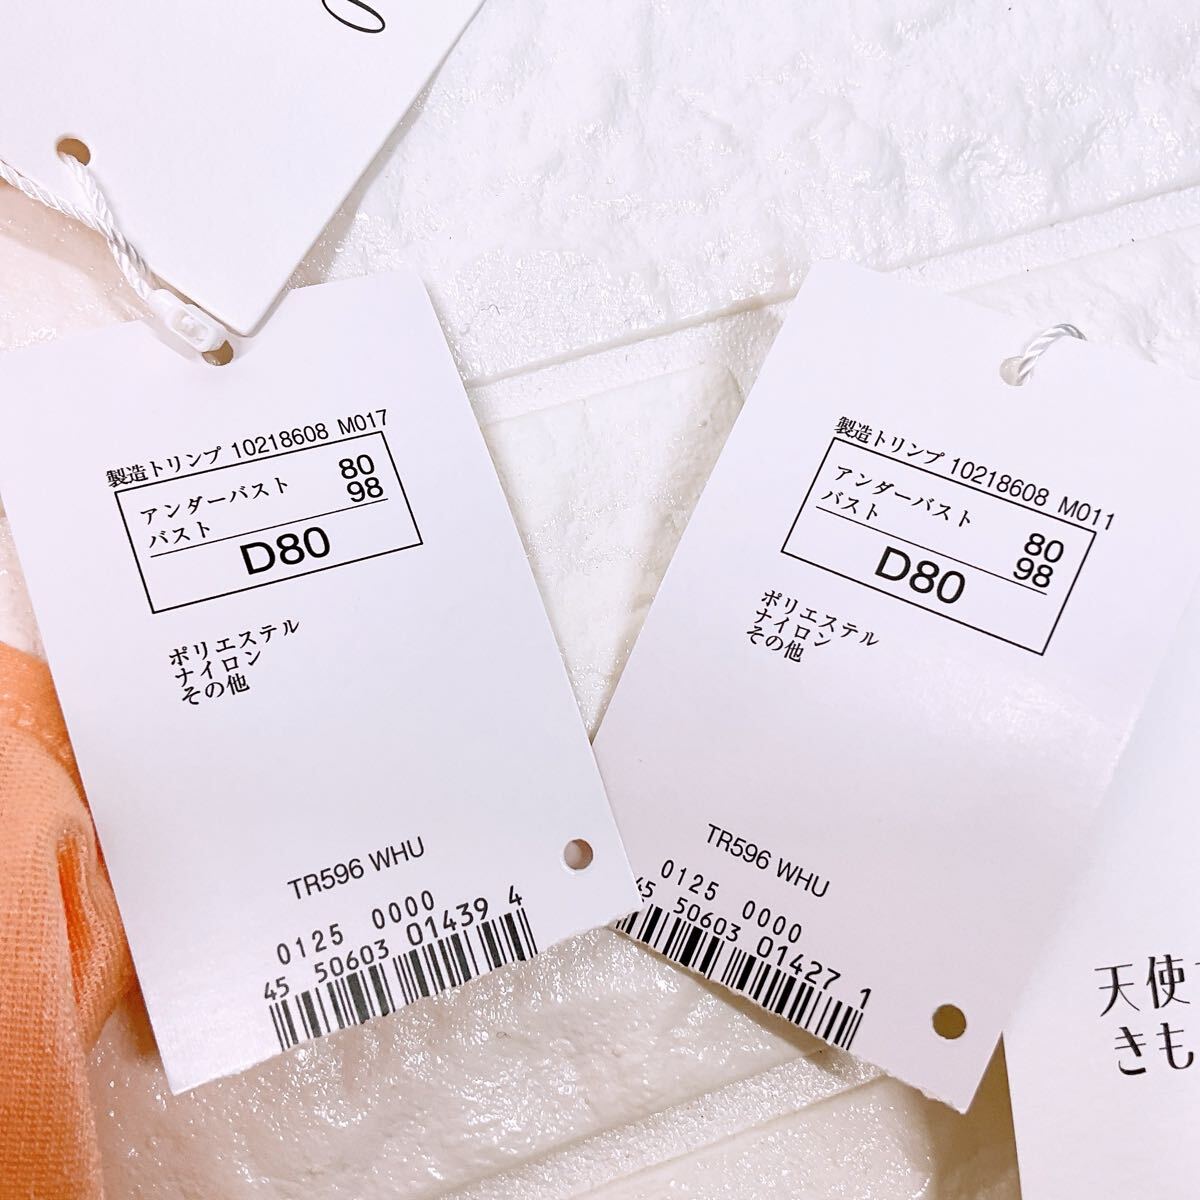 製造トリンプ 10218608 M017
アンダーバスト 80
バスト 98
D80
ポリエステル
ナイロン
その他
TR596 WHU
0125 0000
45 50603 01439 4
製造トリンプ 10218608 M011
アンダーバスト 80
バスト 98
D80
ポリエステル
ナイロン
その他
TR596 WHU
0125 0000
45 50603 01427 1
天使
きも